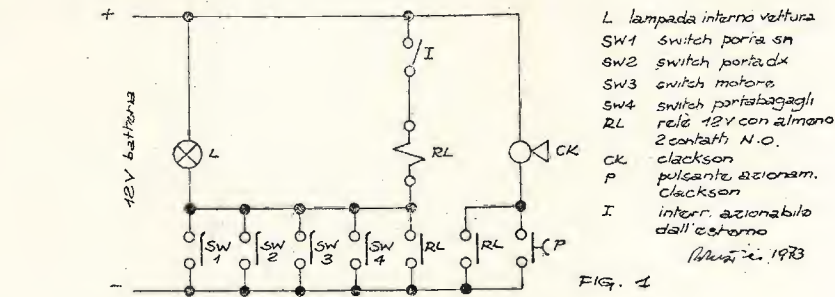 +
I
12V batteria
L
RL
CK
SW 1
SW 2
SW 3
SW 4
RL
RL
P
-
FIG. 1
L lampada interno vettura
SW1 switch porta sn
SW2 switch porta dx
SW3 switch motore
SW4 switch portabagagli
RL relè 12V con almeno
2 contatti N.O.
CK clackson
P pulsante azionam.
clackson
I interr. azionabile
dall'esterno
1973